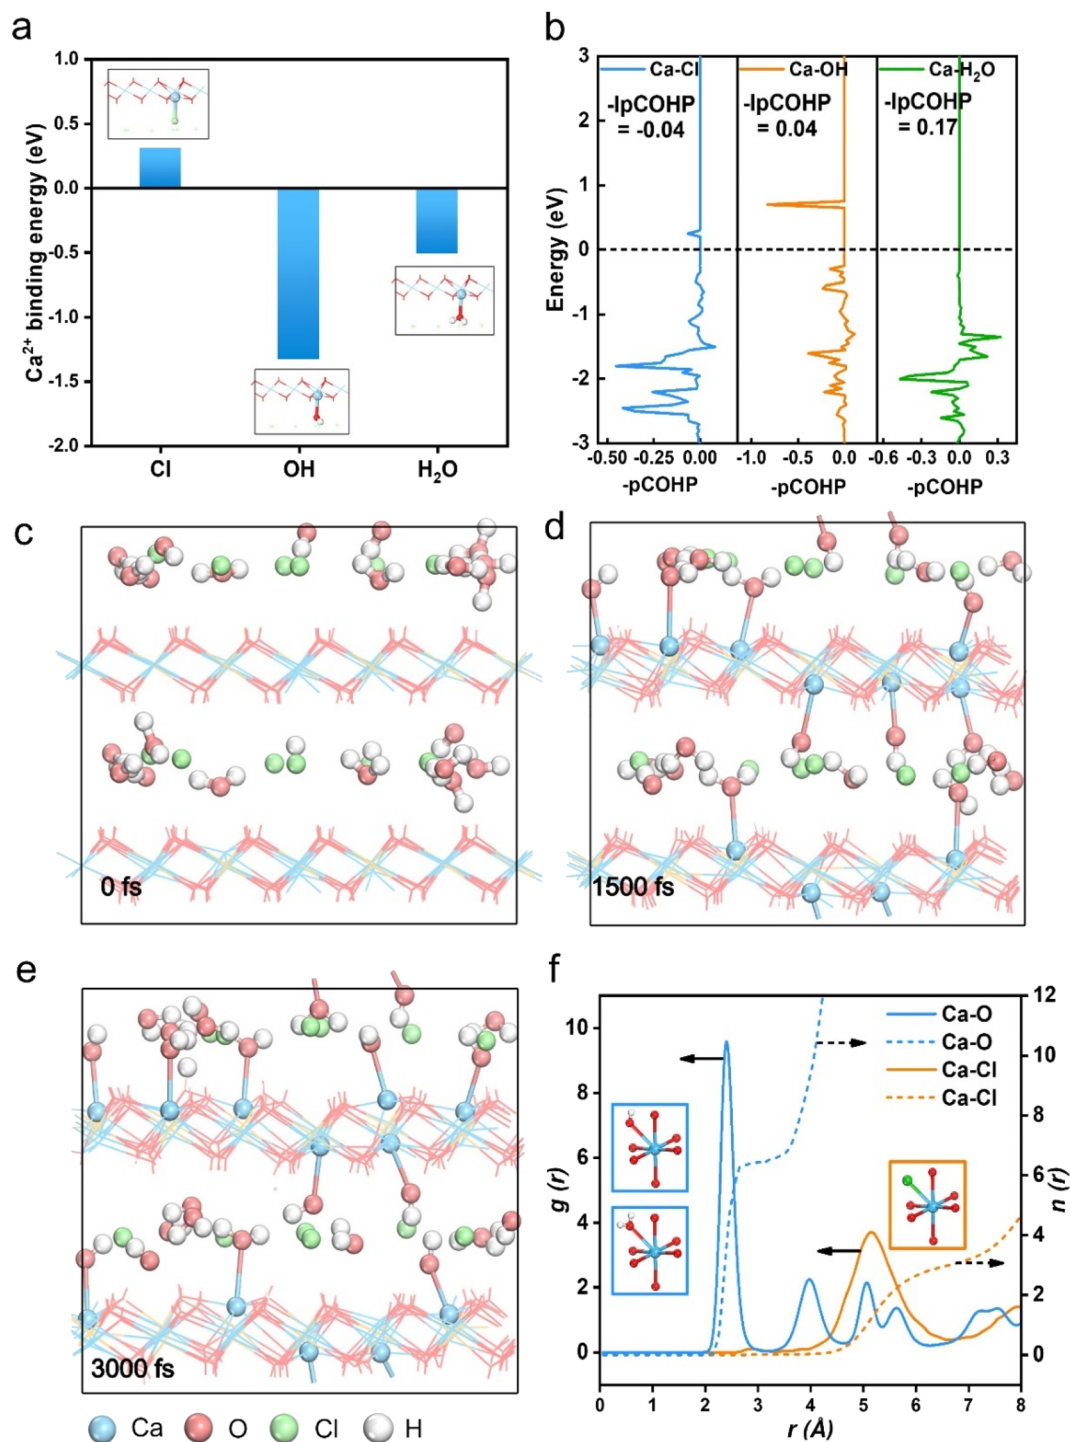 a
Ca²⁺ binding energy (eV)
1.0
0.5
0.0
-0.5
-1.0
-1.5
-2.0
Cl OH H₂O
b
Energy (eV)
3
2
1
0
-1
-2
-3
Ca-Cl Ca-OH Ca-H₂O
-IpCOHP
= -0.04
-IpCOHP
= 0.04
-IpCOHP
= 0.17
-0.50 -0.25 0.00 -1.0 -0.5 0.0 -0.6 -0.3 0.0 0.3
-pCOHP -pCOHP -pCOHP
c
0 fs
d
1500 fs
e
3000 fs
Ca O Cl H
f
g (r)
10
8
6
4
2
0
Ca-O
Ca-O
Ca-Cl
Ca-Cl
12
10
8
6
4
2
0
n (r)
0 1 2 3 4 5 6 7 8
r (Å)